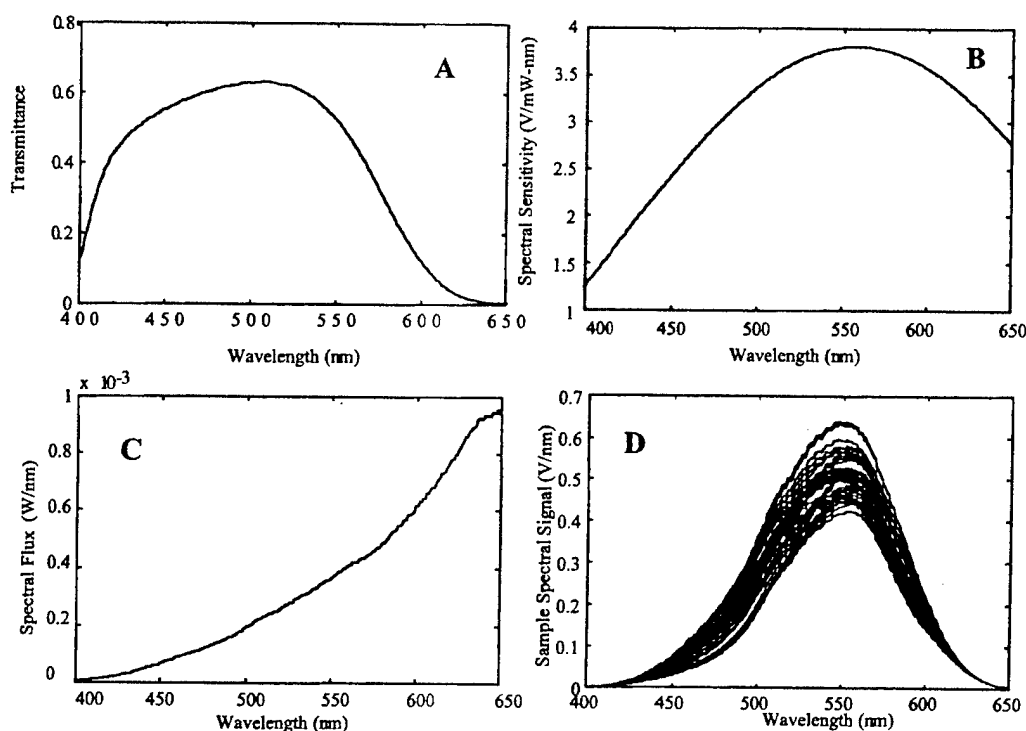 A
Transmittance
0.8
0.6
0.4
0.2
0
400 450 500 550 600 650
Wavelength (nm)
B
Spectral Sensitivity (V/mW-nm)
4
3.5
3
2.5
2
1.5
1
400 450 500 550 600 650
Wavelength (nm)
C
x 10-3
Spectral Flux (W/nm)
1
0.8
0.6
0.4
0.2
0
400 450 500 550 600 650
Wavelength (nm)
D
Sample Spectral Signal (V/nm)
0.7
0.6
0.5
0.4
0.3
0.2
0.1
0
400 450 500 550 600 650
Wavelength (nm)